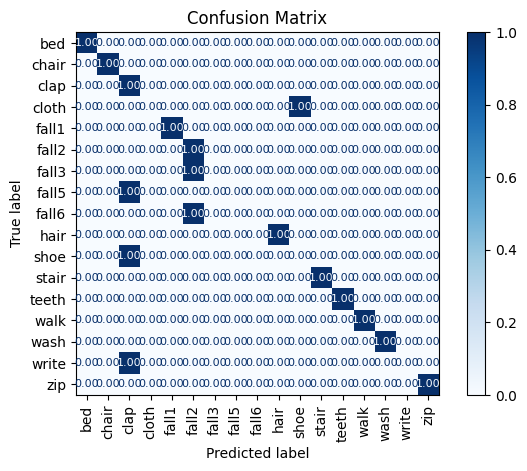 Confusion Matrix
bed 1.00 0.00 0.00 0.00 0.00 0.00 0.00 0.00 0.00 0.00 0.00 0.00 0.00 0.00 0.00 0.00 0.00
chair 0.00 1.00 0.00 0.00 0.00 0.00 0.00 0.00 0.00 0.00 0.00 0.00 0.00 0.00 0.00 0.00 0.00
clap 0.00 0.00 1.00 0.00 0.00 0.00 0.00 0.00 0.00 0.00 0.00 0.00 0.00 0.00 0.00 0.00 0.00
cloth 0.00 0.00 0.00 0.00 0.00 0.00 0.00 0.00 0.00 0.00 1.00 0.00 0.00 0.00 0.00 0.00 0.00
fall1 0.00 0.00 0.00 0.00 1.00 0.00 0.00 0.00 0.00 0.00 0.00 0.00 0.00 0.00 0.00 0.00 0.00
fall2 0.00 0.00 0.00 0.00 0.00 1.00 0.00 0.00 0.00 0.00 0.00 0.00 0.00 0.00 0.00 0.00 0.00
fall3 0.00 0.00 0.00 0.00 0.00 1.00 0.00 0.00 0.00 0.00 0.00 0.00 0.00 0.00 0.00 0.00 0.00
fall5 0.00 0.00 1.00 0.00 0.00 0.00 0.00 0.00 0.00 0.00 0.00 0.00 0.00 0.00 0.00 0.00 0.00
fall6 0.00 0.00 0.00 0.00 0.00 1.00 0.00 0.00 0.00 0.00 0.00 0.00 0.00 0.00 0.00 0.00 0.00
hair 0.00 0.00 0.00 0.00 0.00 0.00 0.00 0.00 0.00 1.00 0.00 0.00 0.00 0.00 0.00 0.00 0.00
shoe 0.00 0.00 1.00 0.00 0.00 0.00 0.00 0.00 0.00 0.00 0.00 0.00 0.00 0.00 0.00 0.00 0.00
stair 0.00 0.00 0.00 0.00 0.00 0.00 0.00 0.00 0.00 0.00 0.00 1.00 0.00 0.00 0.00 0.00 0.00
teeth 0.00 0.00 0.00 0.00 0.00 0.00 0.00 0.00 0.00 0.00 0.00 0.00 1.00 0.00 0.00 0.00 0.00
walk 0.00 0.00 0.00 0.00 0.00 0.00 0.00 0.00 0.00 0.00 0.00 0.00 0.00 1.00 0.00 0.00 0.00
wash 0.00 0.00 0.00 0.00 0.00 0.00 0.00 0.00 0.00 0.00 0.00 0.00 0.00 0.00 1.00 0.00 0.00
write 0.00 0.00 1.00 0.00 0.00 0.00 0.00 0.00 0.00 0.00 0.00 0.00 0.00 0.00 0.00 0.00 0.00
zip 0.00 0.00 0.00 0.00 0.00 0.00 0.00 0.00 0.00 0.00 0.00 0.00 0.00 0.00 0.00 0.00 1.00
True label
bed chair clap cloth fall1 fall2 fall3 fall5 fall6 hair shoe stair teeth walk wash write zip
Predicted label
1.0
0.8
0.6
0.4
0.2
0.0